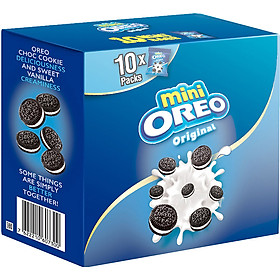 10x
Packs
mini
OREO
Original
OREO
CHOC COOKIE
DELICIOUSNESS
AND SWEET
VANILLA
CREAMINESS
SOME THINGS
ARE SIMPLY
BETTER
TOGETHER!